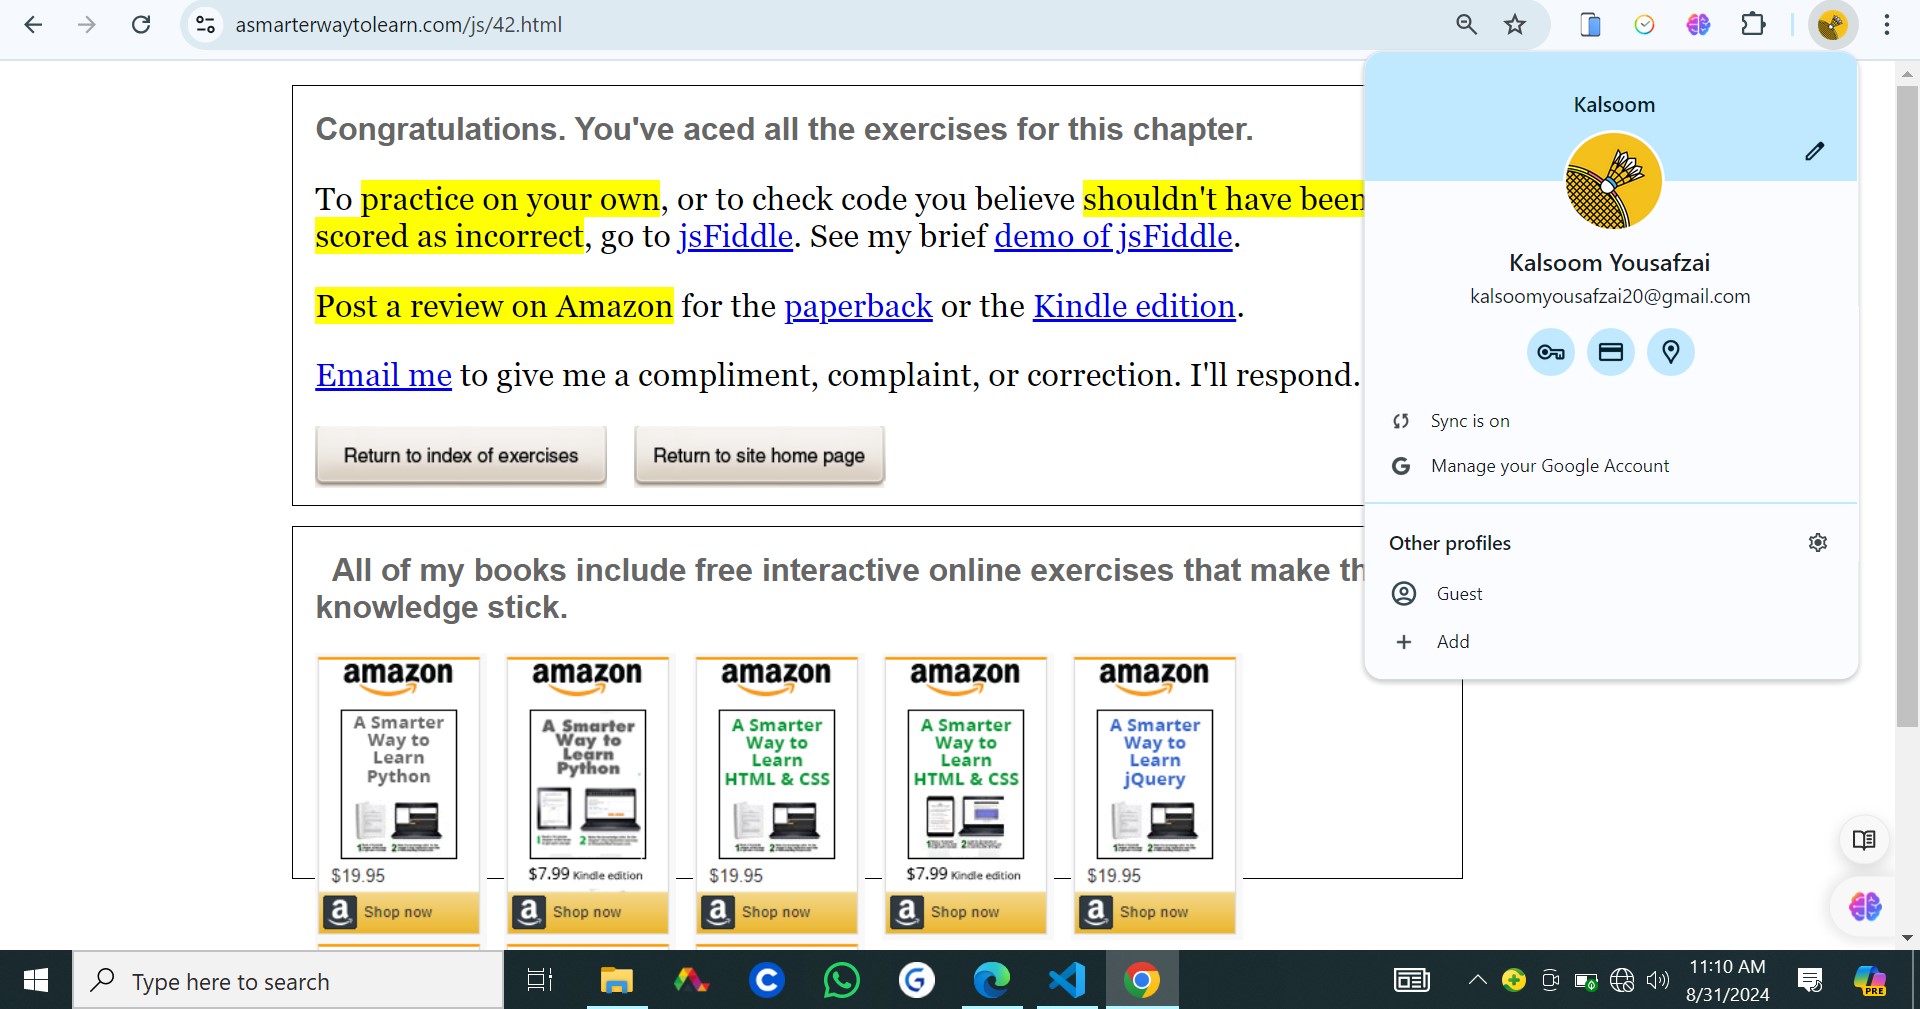 asmarterwaytolearn.com/js/42.html
Congratulations. You've aced all the exercises for this chapter.
To practice on your own, or to check code you believe shouldn't have been
scored as incorrect, go to jsFiddle. See my brief demo of jsFiddle.
Post a review on Amazon for the paperback or the Kindle edition.
Email me to give me a compliment, complaint, or correction. I'll respond.
Return to index of exercises
Return to site home page
Kalsoom
Kalsoom Yousafzai
kalsoomyousafzai20@gmail.com
Sync is on
Manage your Google Account
Other profiles
Guest
Add
All of my books include free interactive online exercises that make th
knowledge stick.
amazon
A Smarter
Way to
Learn
Python
$19.95
a Shop now
amazon
A Smarter
Way to
Learn
Python
$7.99 Kindle edition
a Shop now
amazon
A Smarter
Way to
Learn
HTML & CSS
$19.95
a Shop now
amazon
A Smarter
Way to
Learn
HTML & CSS
$7.99 Kindle edition
a Shop now
amazon
A Smarter
Way to
Learn
jQuery
$19.95
a Shop now
Type here to search
11:10 AM
8/31/2024
PRE